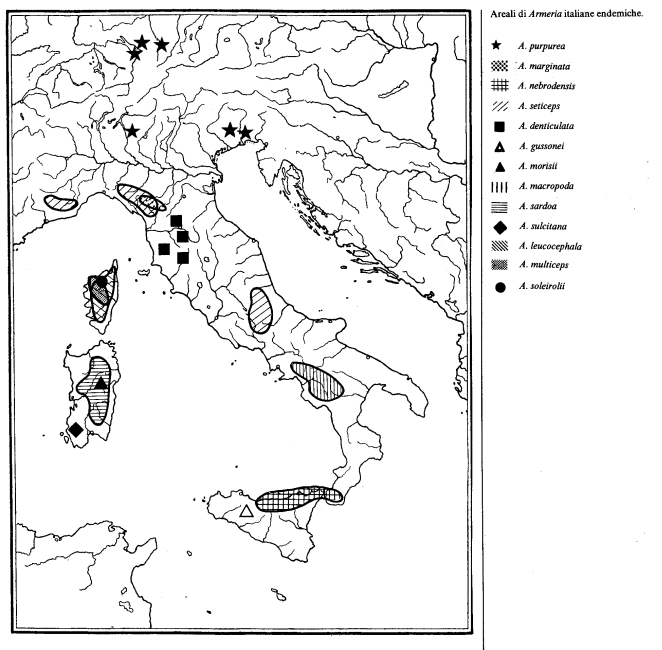 Areali di Armeria italiane endemiche.
A. purpurea
A. marginata
A. nebrodensis
A. seticeps
A. denticulata
A. gussonei
A. morisii
A. macropoda
A. sardoa
A. sulcitana
A. leucocephala
A. multiceps
A. soleirolii